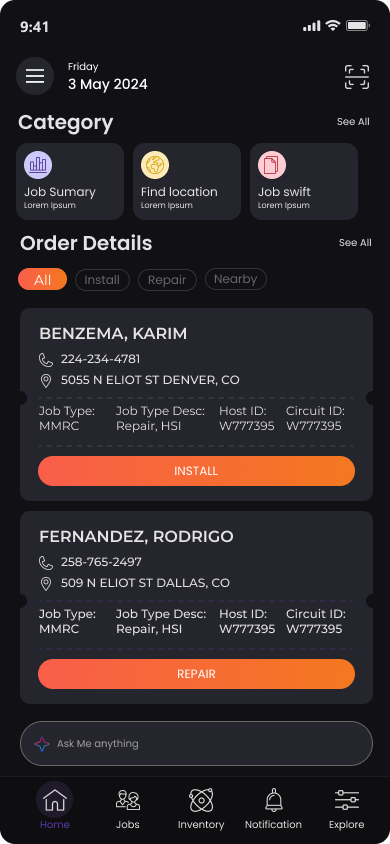 9:41
Friday
3 May 2024
Category
See All
Job Sumary
Lorem Ipsum
Find location
Lorem Ipsum
Job swift
Lorem Ipsum
Order Details
See All
All Install Repair Nearby
BENZEMA, KARIM
224-234-4781
5055 N ELIOT ST DENVER, CO
Job Type: Job Type Desc: Host ID: Circuit ID:
MMRC Repair, HSI W777395 W777395
INSTALL
FERNANDEZ, RODRIGO
258-765-2497
509 N ELIOT ST DALLAS, CO
Job Type: Job Type Desc: Host ID: Circuit ID:
MMRC Repair, HSI W777395 W777395
REPAIR
Ask Me anything
Home Jobs Inventory Notification Explore